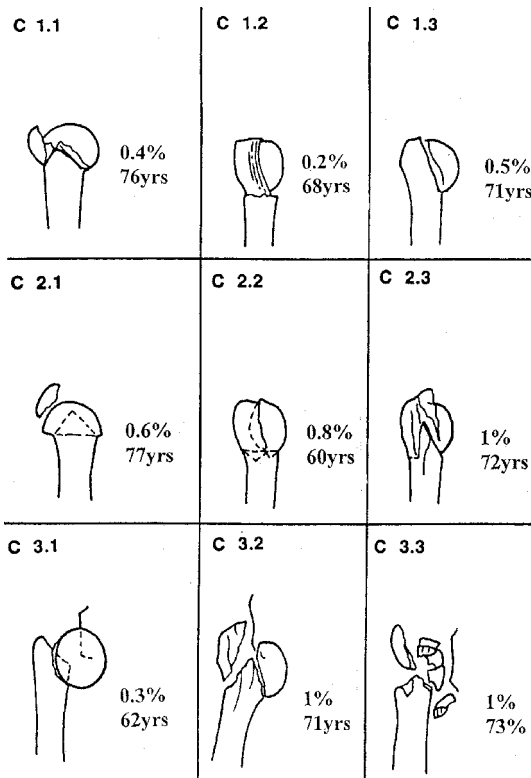 C 1.1
0.4%
76yrs
C 1.2
0.2%
68yrs
C 1.3
0.5%
71yrs
C 2.1
0.6%
77yrs
C 2.2
0.8%
60yrs
C 2.3
1%
72yrs
C 3.1
0.3%
62yrs
C 3.2
1%
71yrs
C 3.3
1%
73%